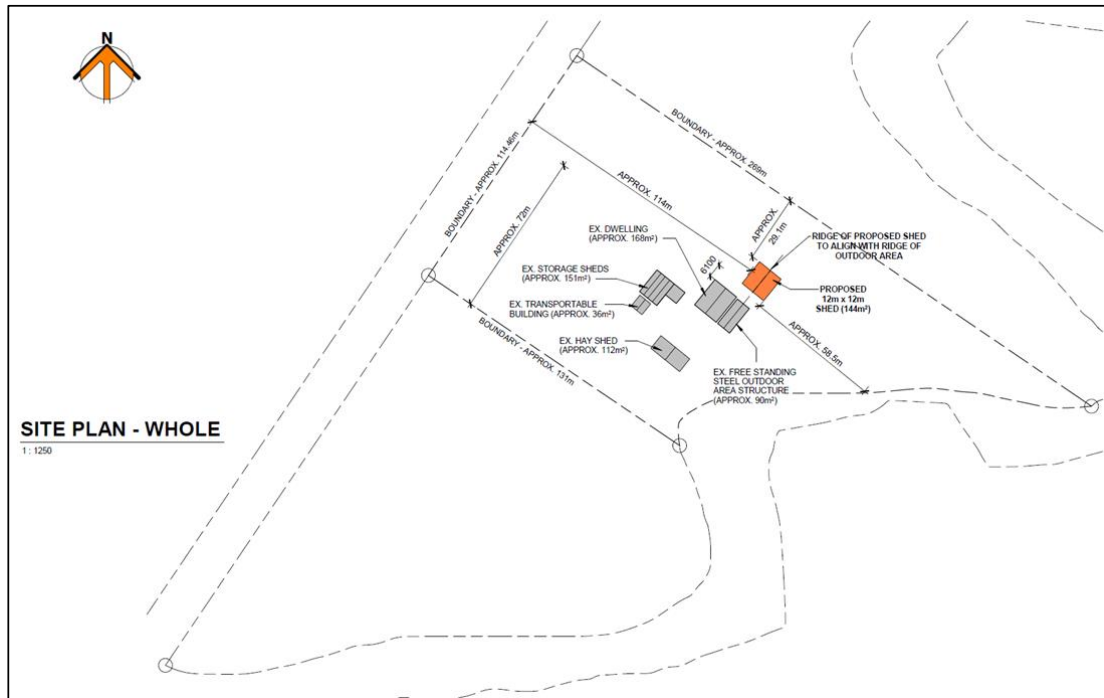 N
BOUNDARY - APPROX. 114.46m
BOUNDARY - APPROX. 269m
APPROX. 114m
APPROX. 72m
APPROX.
29.1m
EX. DWELLING
(APPROX. 168m²)
6100
RIDGE OF PROPOSED SHED
TO ALIGN WITH RIDGE OF
OUTDOOR AREA
EX. STORAGE SHEDS
(APPROX. 151m²)
PROPOSED
12m x 12m
SHED (144m²)
EX. TRANSPORTABLE
BUILDING (APPROX. 36m²)
EX. HAY SHED
(APPROX. 112m²)
APPROX. 58.5m
BOUNDARY - APPROX. 131m
EX. FREE STANDING
STEEL OUTDOOR
AREA STRUCTURE
(APPROX. 90m²)
SITE PLAN - WHOLE
1 : 1250